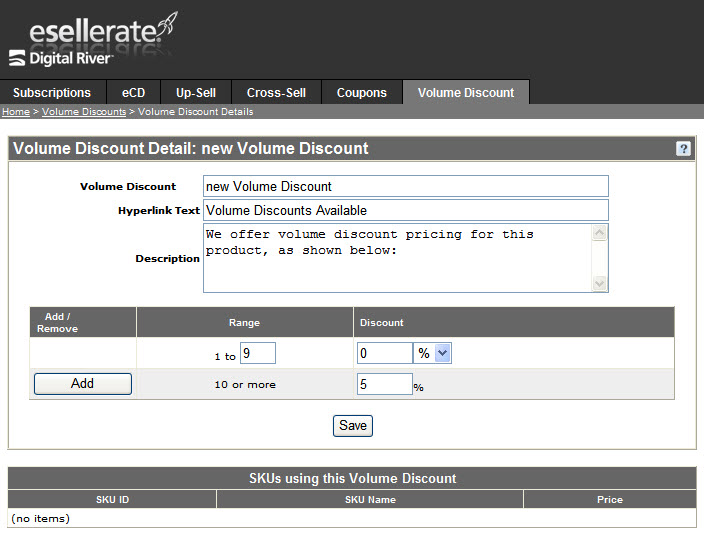 esellerate
Digital River
Subscriptions eCD Up-Sell Cross-Sell Coupons Volume Discount
Home > Volume Discounts > Volume Discount Details
Volume Discount Detail: new Volume Discount ?
Volume Discount new Volume Discount
Hyperlink Text Volume Discounts Available
We offer volume discount pricing for this
product, as shown below:
Description
Add / Remove Range Discount
1 to 9 0 %
Add 10 or more 5 %
Save
SKUs using this Volume Discount
SKU ID SKU Name Price
(no items)